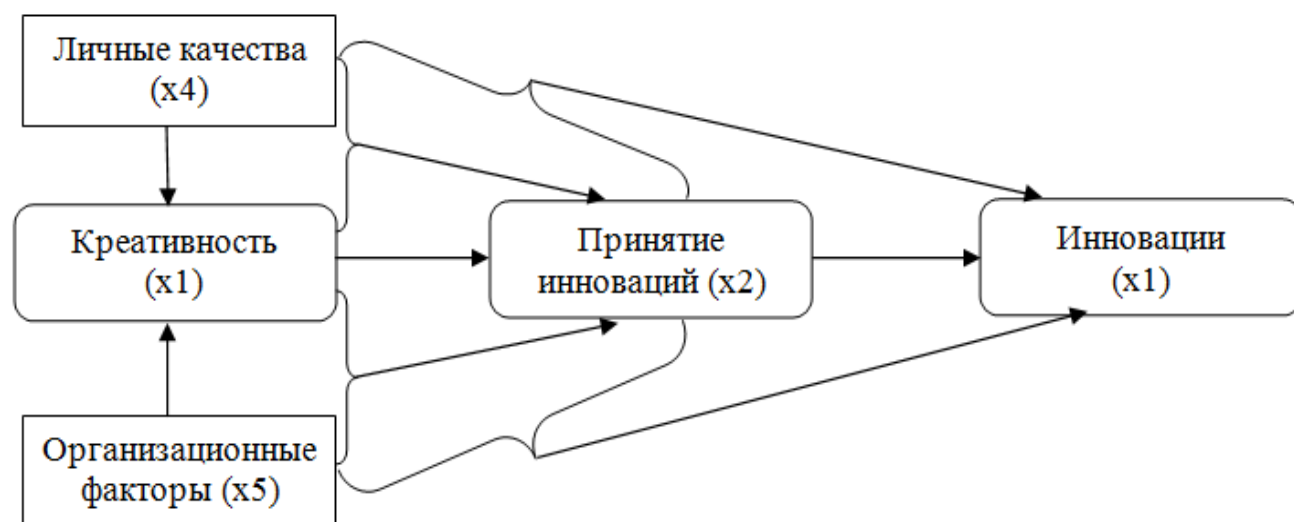 Личные качества
(x4)
Креативность
(x1)
Принятие
инноваций (x2)
Инновации
(x1)
Организационные
факторы (x5)